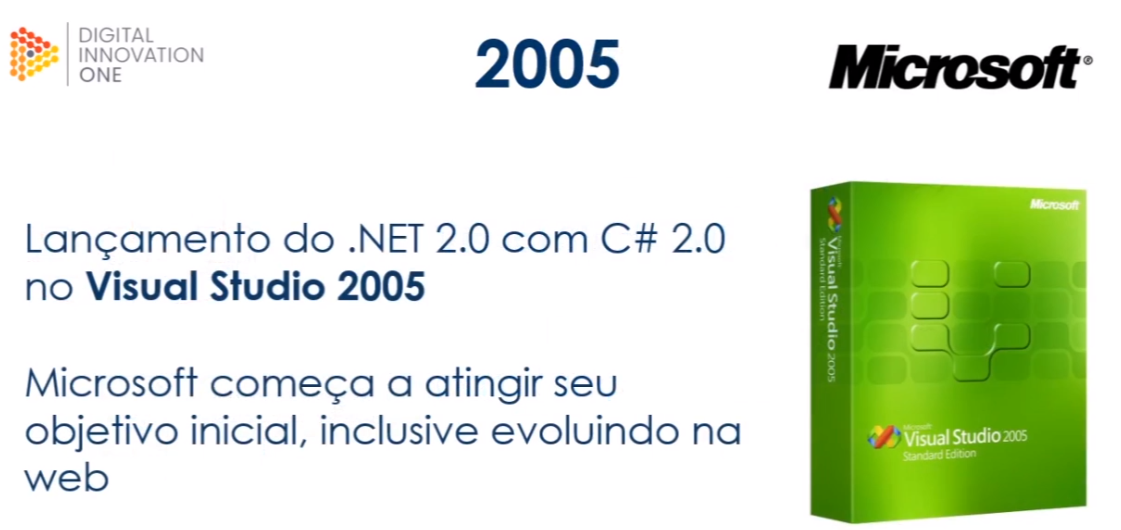 DIGITAL
INNOVATION
ONE
2005
Microsoft®
Lançamento do .NET 2.0 com C# 2.0
no Visual Studio 2005
Microsoft começa a atingir seu
objetivo inicial, inclusive evoluindo na
web
Microsoft
Microsoft
Visual Studio 2005
Standard Edition
Microsoft
Visual Studio 2005
Standard Edition